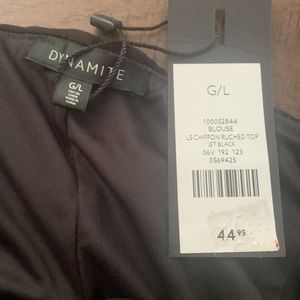 DYNAMITE
G/L
G/L
100052844
BLOUSE
LS CHIFFON RUCHED TOP
JET BLACK
06V 192 123
0569425
44.95